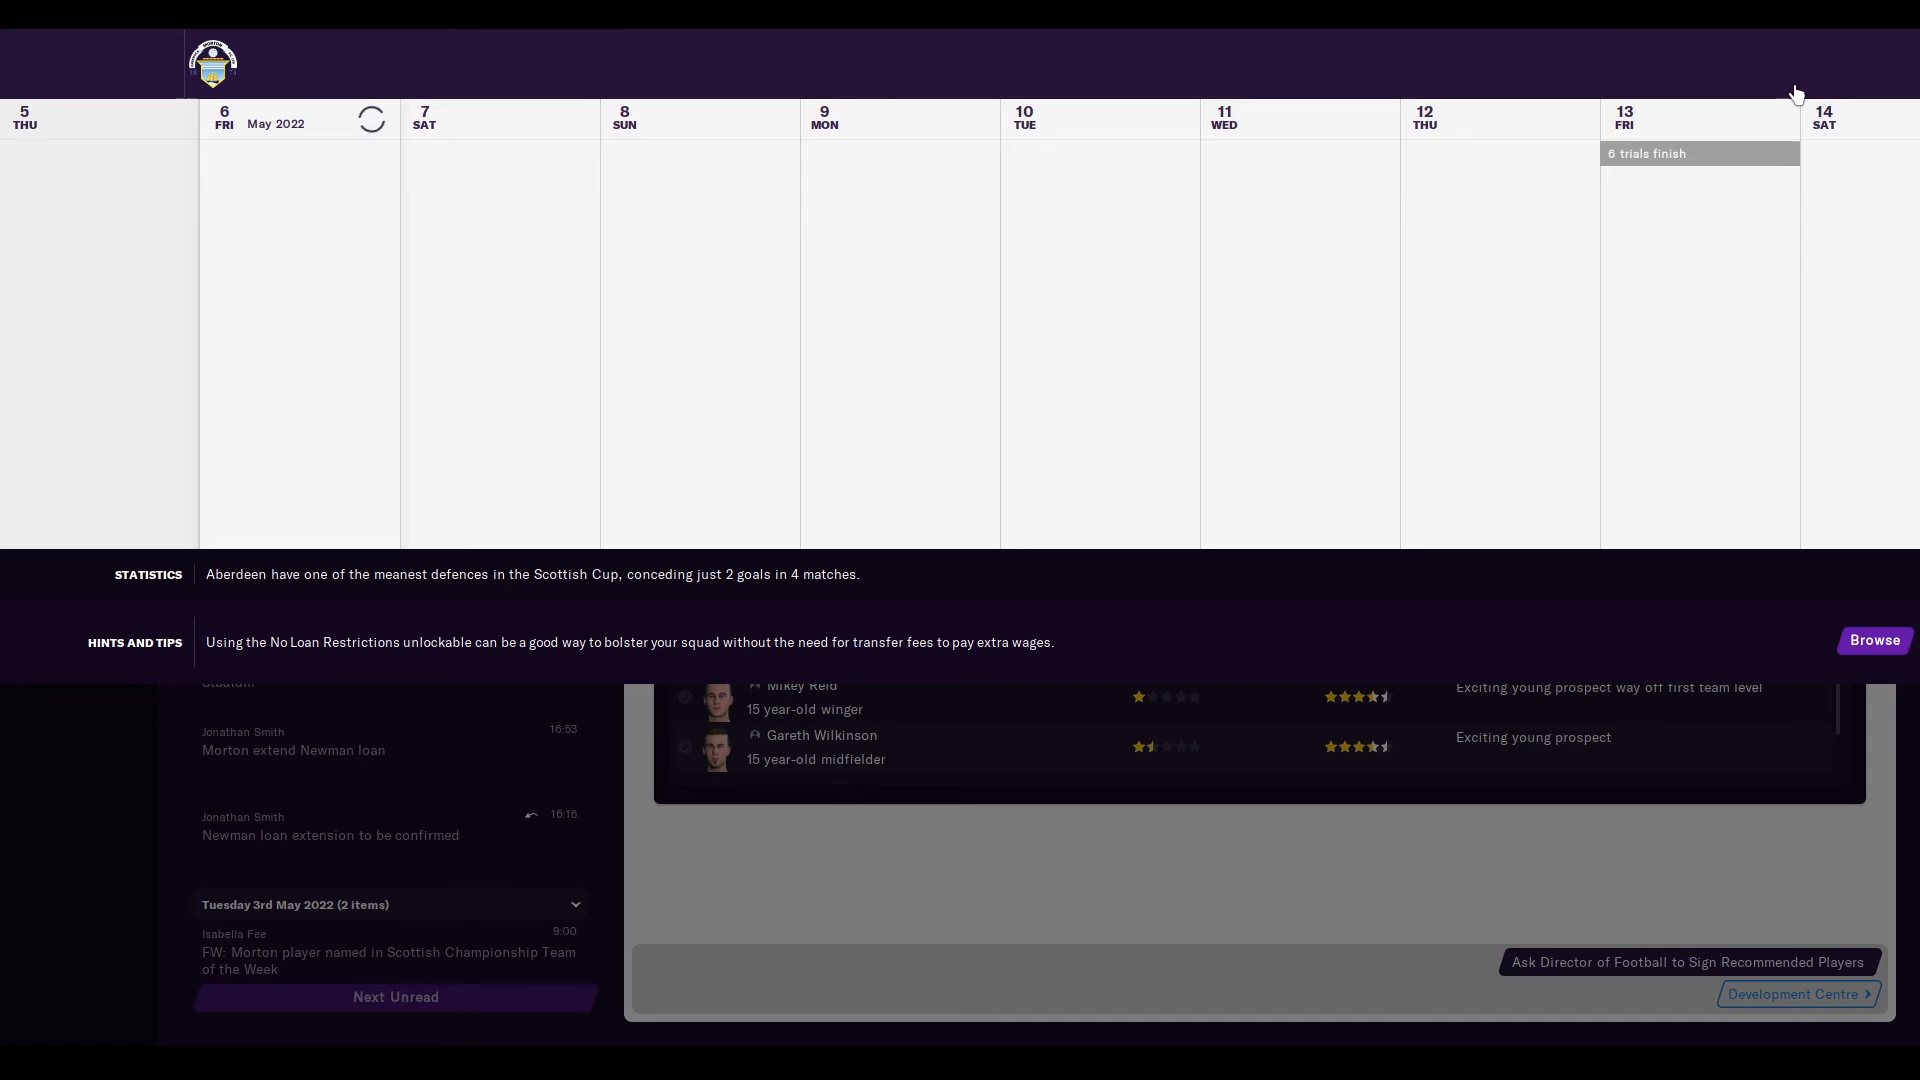 5
THU
6
FRI May 2022
7
SAT
8
SUN
9
MON
10
TUE
11
WED
12
THU
13
FRI
14
SAT
6 trials finish
STATISTICS Aberdeen have one of the meanest defences in the Scottish Cup, conceding just 2 goals in 4 matches.
HINTS AND TIPS Using the No Loan Restrictions unlockable can be a good way to bolster your squad without the need for transfer fees to pay extra wages.
Browse
Stadium
Jonathan Smith 16:53
Morton extend Newman loan
Jonathan Smith 16:16
Newman loan extension to be confirmed
Tuesday 3rd May 2022 (2 items)
Isabella Fee 9:00
FW: Morton player named in Scottish Championship Team
of the Week
Next Unread
Mikey Reid
15 year-old winger
Exciting young prospect way off first team level
Gareth Wilkinson
15 year-old midfielder
Exciting young prospect
Ask Director of Football to Sign Recommended Players
Development Centre >